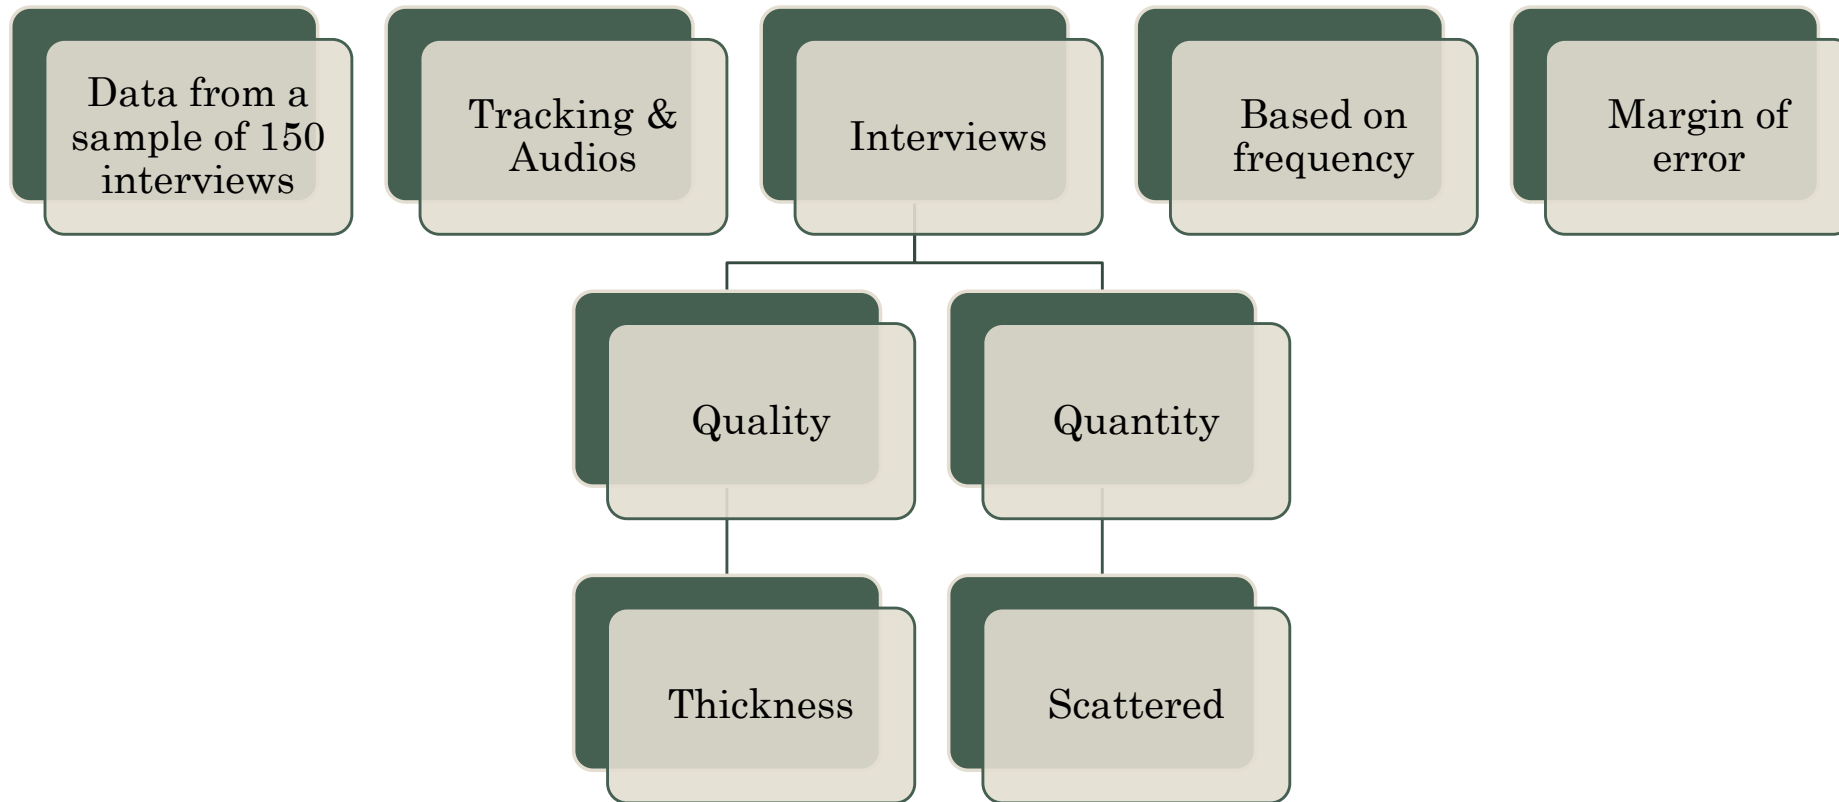 Data from a
sample of 150
interviews
Tracking &
Audios
Interviews
Based on
frequency
Margin of
error
Quality
Quantity
Thickness
Scattered